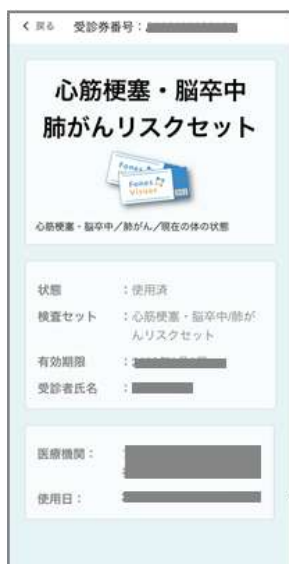 < 戻る 受診券番号：
心筋梗塞・脳卒中
肺がんリスクセット
Fones
Fones
Visuas
心筋梗塞・脳卒中／肺がん／現在の体の状態
状態 ：使用済
検査セット ：心筋梗塞・脳卒中/肺が
んリスクセット
有効期限 ：
受診者氏名 ：
医療機関：
使用日：